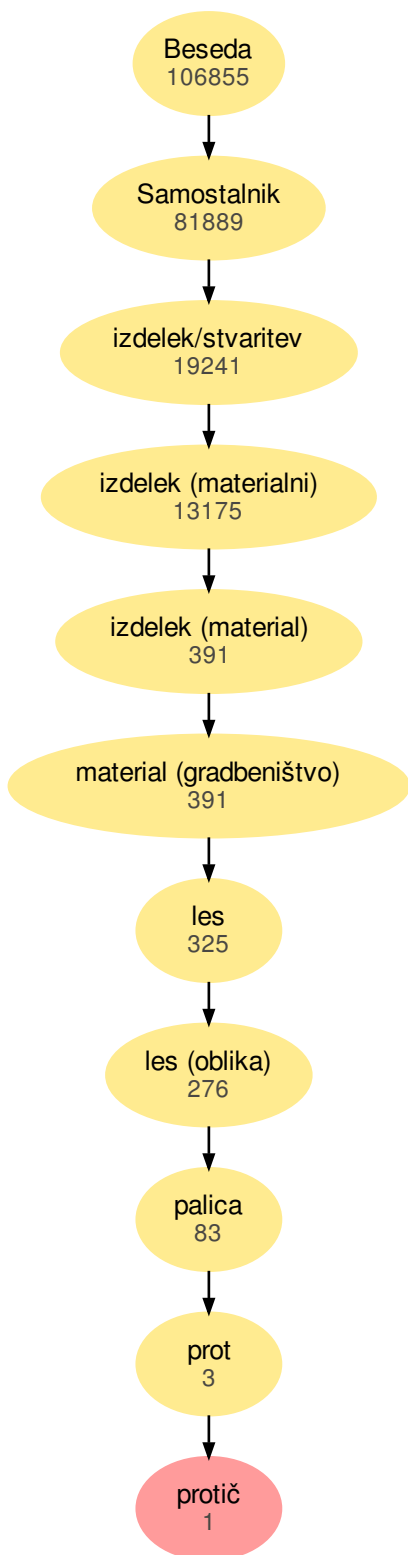 Beseda
106855
Samostalnik
81889
izdelek/stvaritev
19241
izdelek (materialni)
13175
izdelek (material)
391
material (gradbeništvo)
391
les
325
les (oblika)
276
palica
83
prot
3
protič
1